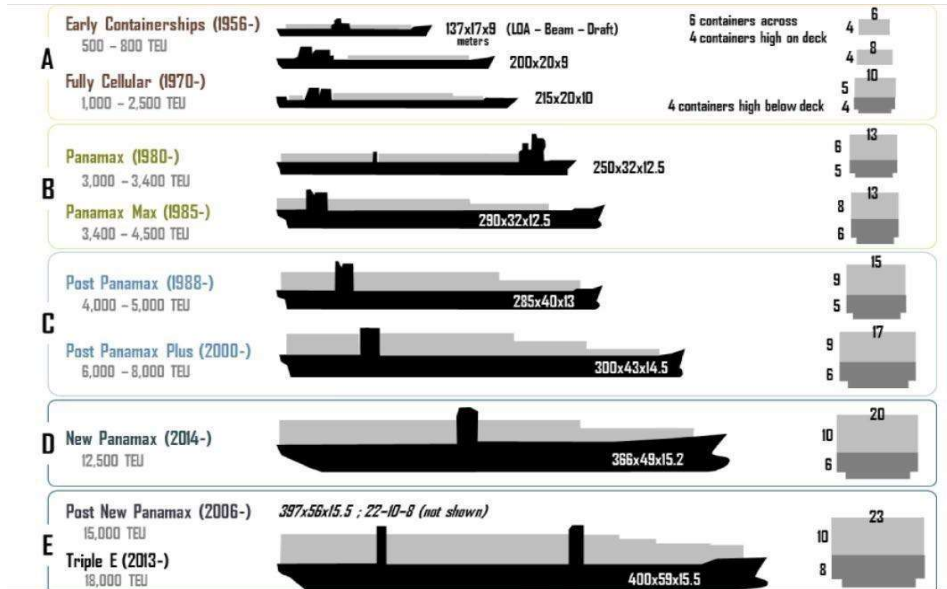 A
Early Containerships (1956-)
500 – 800 TEU
137x17x9 (LOA – Beam – Draft)
meters
200x20x9
6 containers across
4 containers high on deck
6
4
8
4
Fully Cellular (1970-)
1,000 – 2,500 TEU
215x20x10
4 containers high below deck
10
5
4
B
Panamax (1980-)
3,000 – 3,400 TEU
250x32x12.5
13
6
5
Panamax Max (1985-)
3,400 – 4,500 TEU
290x32x12.5
13
8
6
C
Post Panamax (1988-)
4,000 – 5,000 TEU
285x40x13
15
9
5
Post Panamax Plus (2000-)
6,000 – 8,000 TEU
300x43x14.5
17
9
6
D
New Panamax (2014-)
12,500 TEU
366x49x15.2
20
10
6
E
Post New Panamax (2006-)
15,000 TEU
397x56x15.5 ; 22–10–8 (not shown)
Triple E (2013-)
18,000 TEU
400x59x15.5
23
10
8